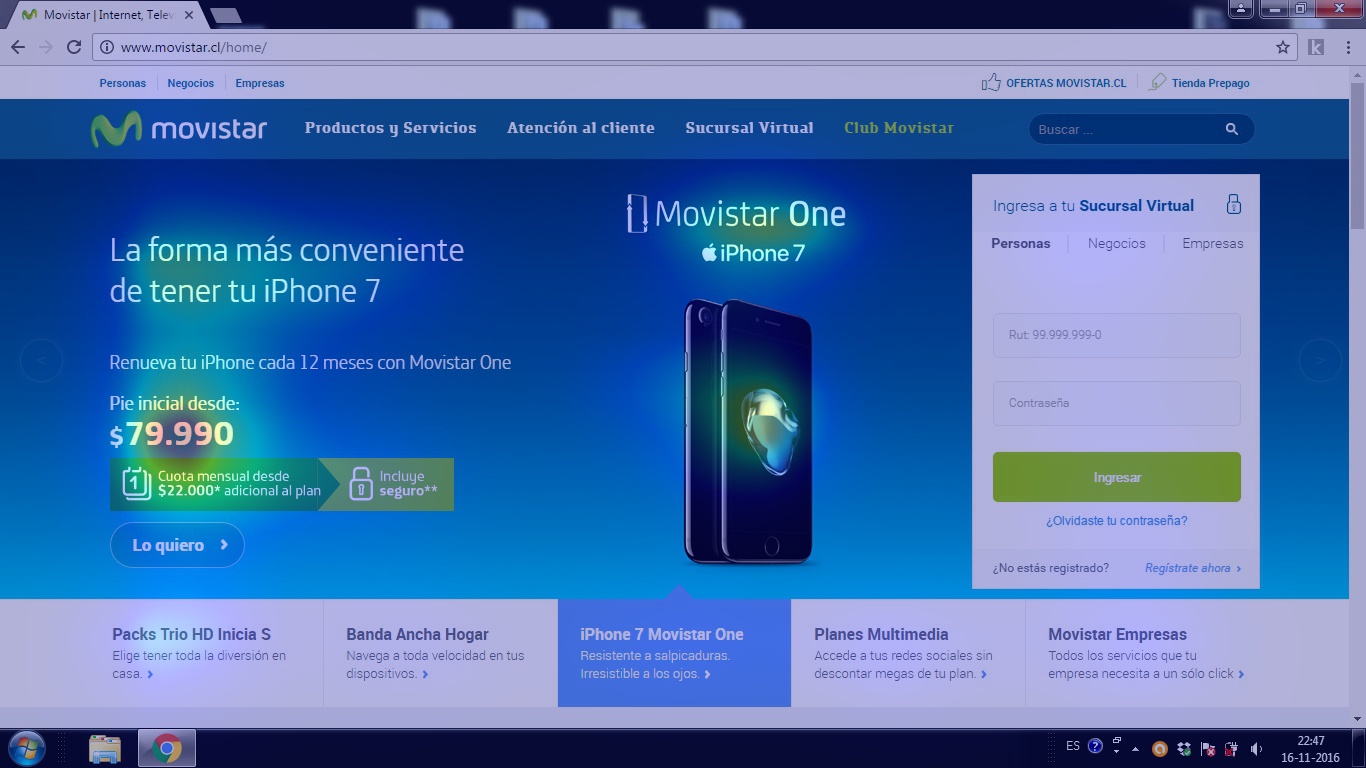 Movistar | Internet, Telev
www.movistar.cl/home/
k
Personas Negocios Empresas
OFERTAS MOVISTAR.CL Tienda Prepago
movistar
Productos y Servicios Atención al cliente Sucursal Virtual Club Movistar
Buscar ...
La forma más conveniente
de tener tu iPhone 7
Renueva tu iPhone cada 12 meses con Movistar One
Pie inicial desde:
$79.990
1
Cuota mensual desde
$22.000* adicional al plan
Incluye
seguro**
Lo quiero >
Movistar One
iPhone 7
Ingresa a tu Sucursal Virtual
Personas Negocios Empresas
Rut: 99.999.999-0
Contraseña
Ingresar
¿Olvidaste tu contraseña?
¿No estás registrado? Regístrate ahora >
< >
Packs Trio HD Inicia S
Elige tener toda la diversión en
casa. >
Banda Ancha Hogar
Navega a toda velocidad en tus
dispositivos. >
iPhone 7 Movistar One
Resistente a salpicaduras.
Irresistible a los ojos. >
Planes Multimedia
Accede a tus redes sociales sin
descontar megas de tu plan. >
Movistar Empresas
Todos los servicios que tu
empresa necesita a un sólo click >
ES ?
22:47
16-11-2016